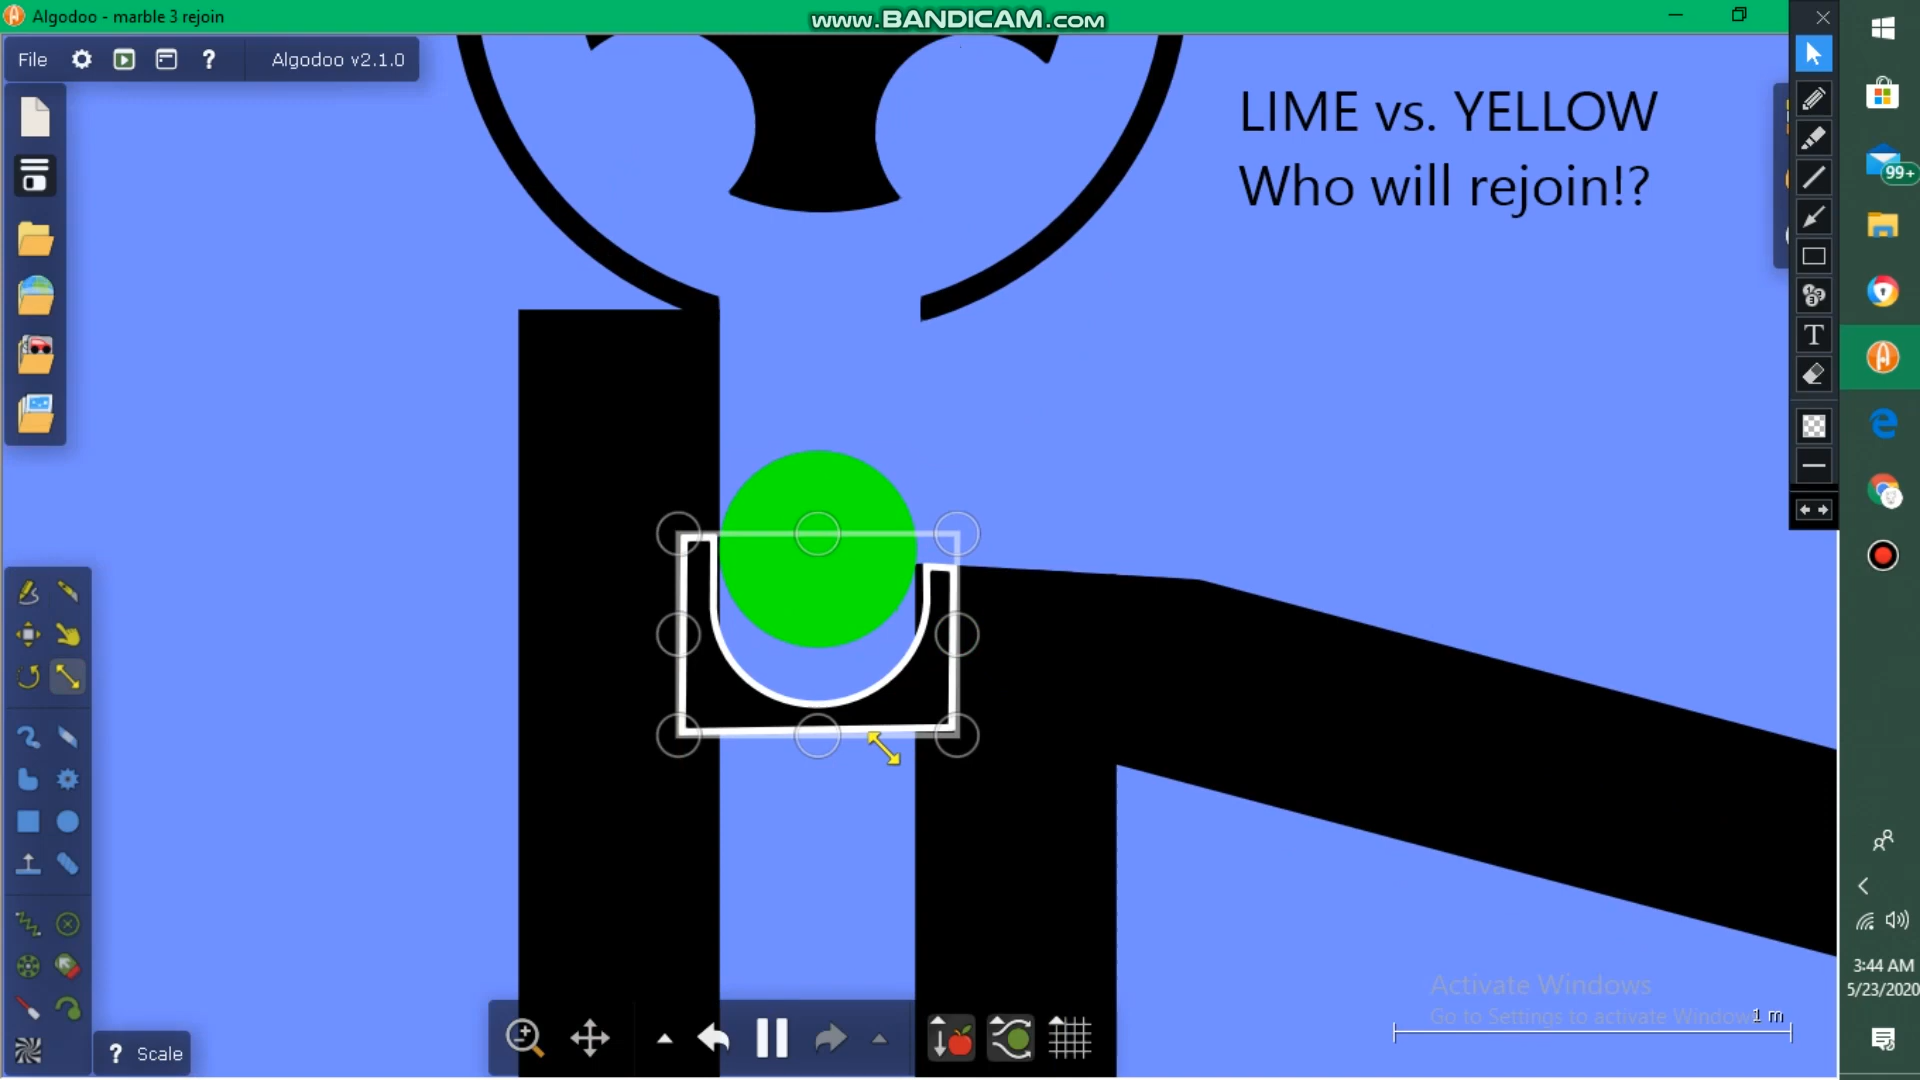 Algodoo - marble 3 rejoin
www.BANDICAM.com
File
?
Algodoo v2.1.0
LIME vs. YELLOW
Who will rejoin!?
99+
T
3:44 AM
5/23/2020
Activate Windows
Go to Settings to activate Windows
1 m
? Scale